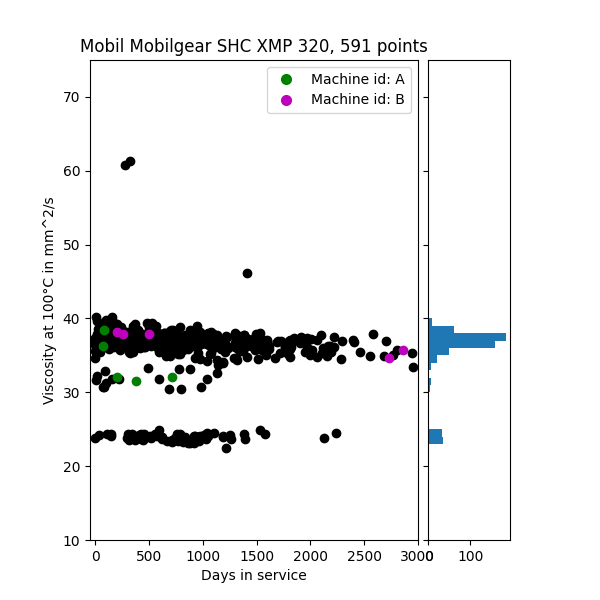 Mobil Mobilgear SHC XMP 320, 591 points
Machine id: A
Machine id: B
70
60
50
40
30
20
10
Viscosity at 100°C in mm^2/s
0 500 1000 1500 2000 2500 3000
0 100
Days in service